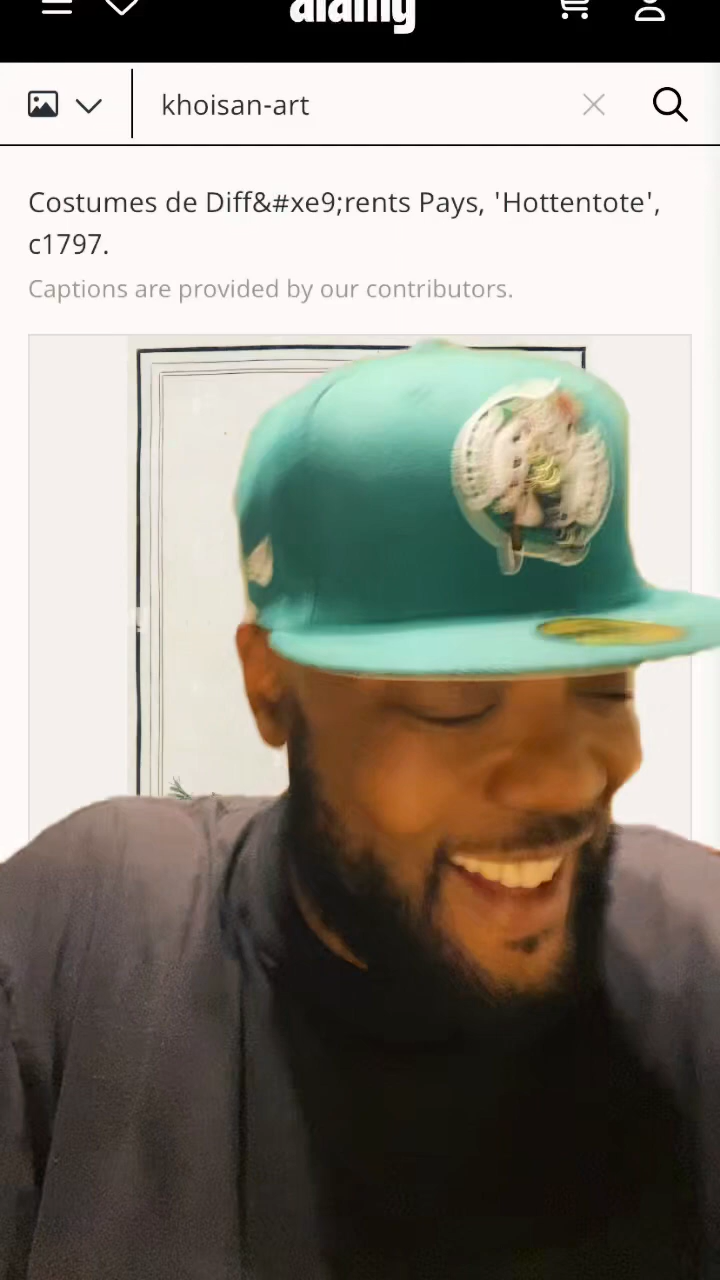 alamy
khoisan-art
Costumes de Diff&#xe9;rents Pays, 'Hottentote',
c1797.
Captions are provided by our contributors.